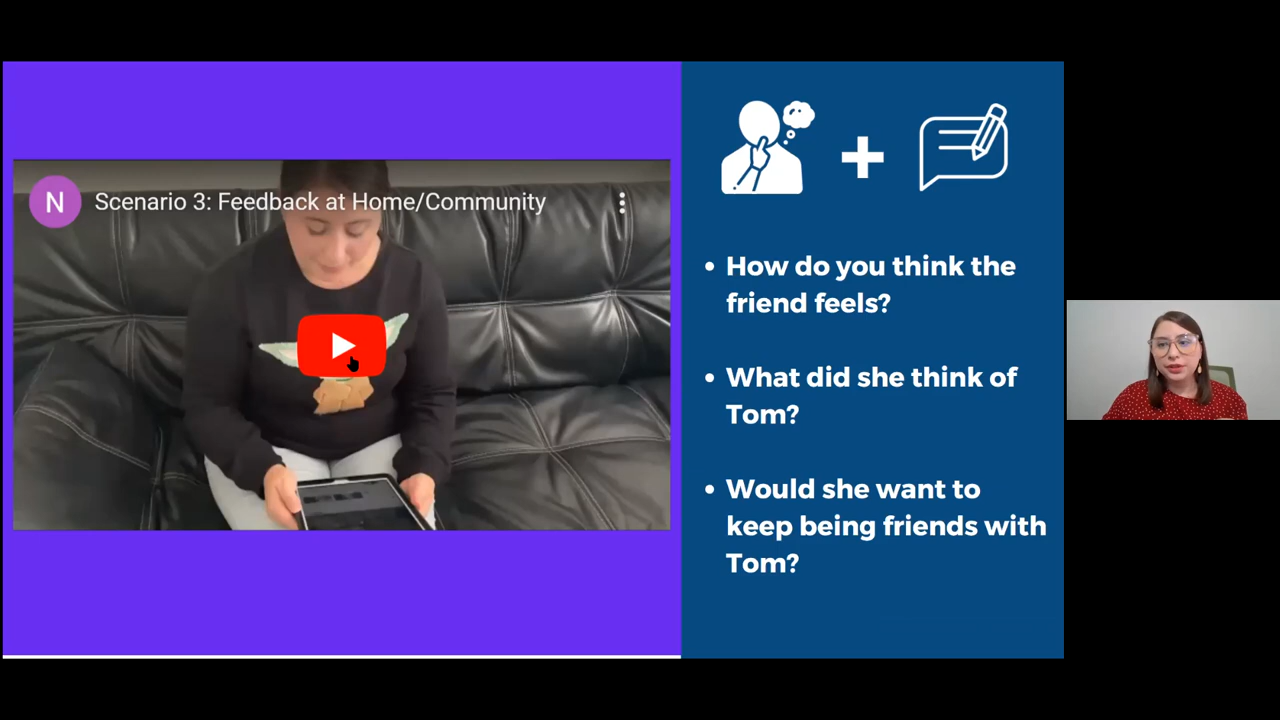 N
Scenario 3: Feedback at Home/Community
• How do you think the
friend feels?
• What did she think of
Tom?
• Would she want to
keep being friends with
Tom?